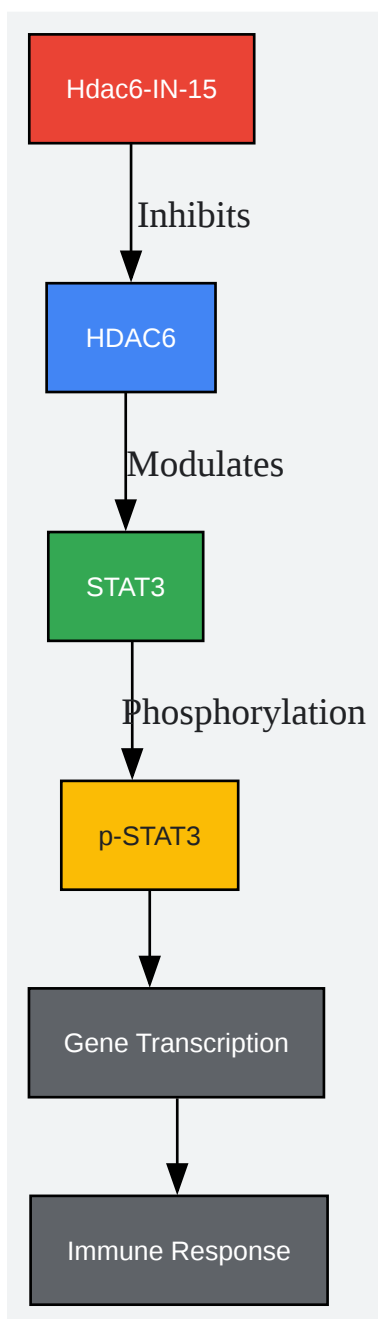 Hdac6-IN-15
Inhibits
HDAC6
Modulates
STAT3
Phosphorylation
p-STAT3
Gene Transcription
Immune Response